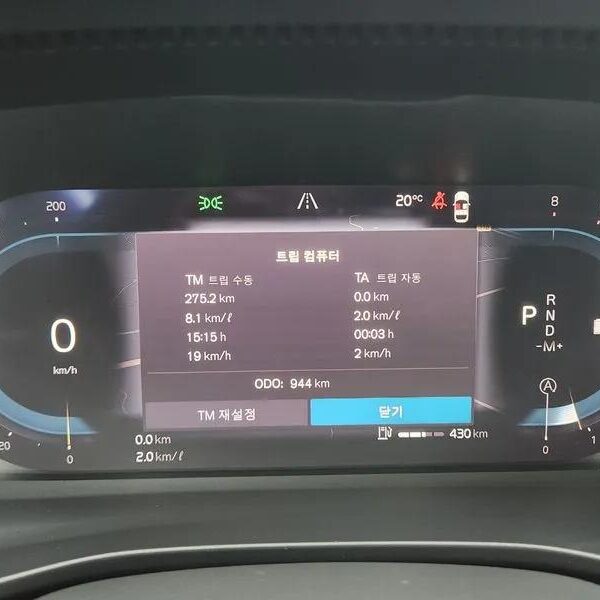 200
20°C
8
트립 컴퓨터
TM 트립 수동
TA 트립 자동
275.2 km
0.0 km
8.1 km/ℓ
2.0 km/ℓ
15:15 h
00:03 h
19 km/h
2 km/h
ODO: 944 km
TM 재설정
닫기
0
km/h
P
R
N
D
-M+
A
20
0
0.0 km
2.0 km/ℓ
430 km
0
1